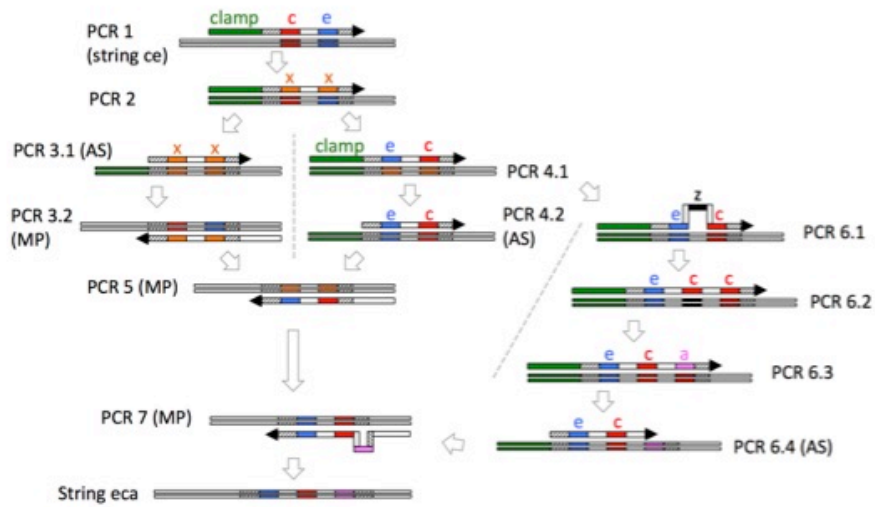 clamp c e
PCR 1
(string ce)
x x
PCR 2
PCR 3.1 (AS)
x x
clamp e c
PCR 4.1
PCR 3.2
(MP)
e c
PCR 4.2
(AS)
z
e c
PCR 6.1
PCR 5 (MP)
e c c
PCR 6.2
e c a
PCR 6.3
PCR 7 (MP)
e c
PCR 6.4 (AS)
String eca